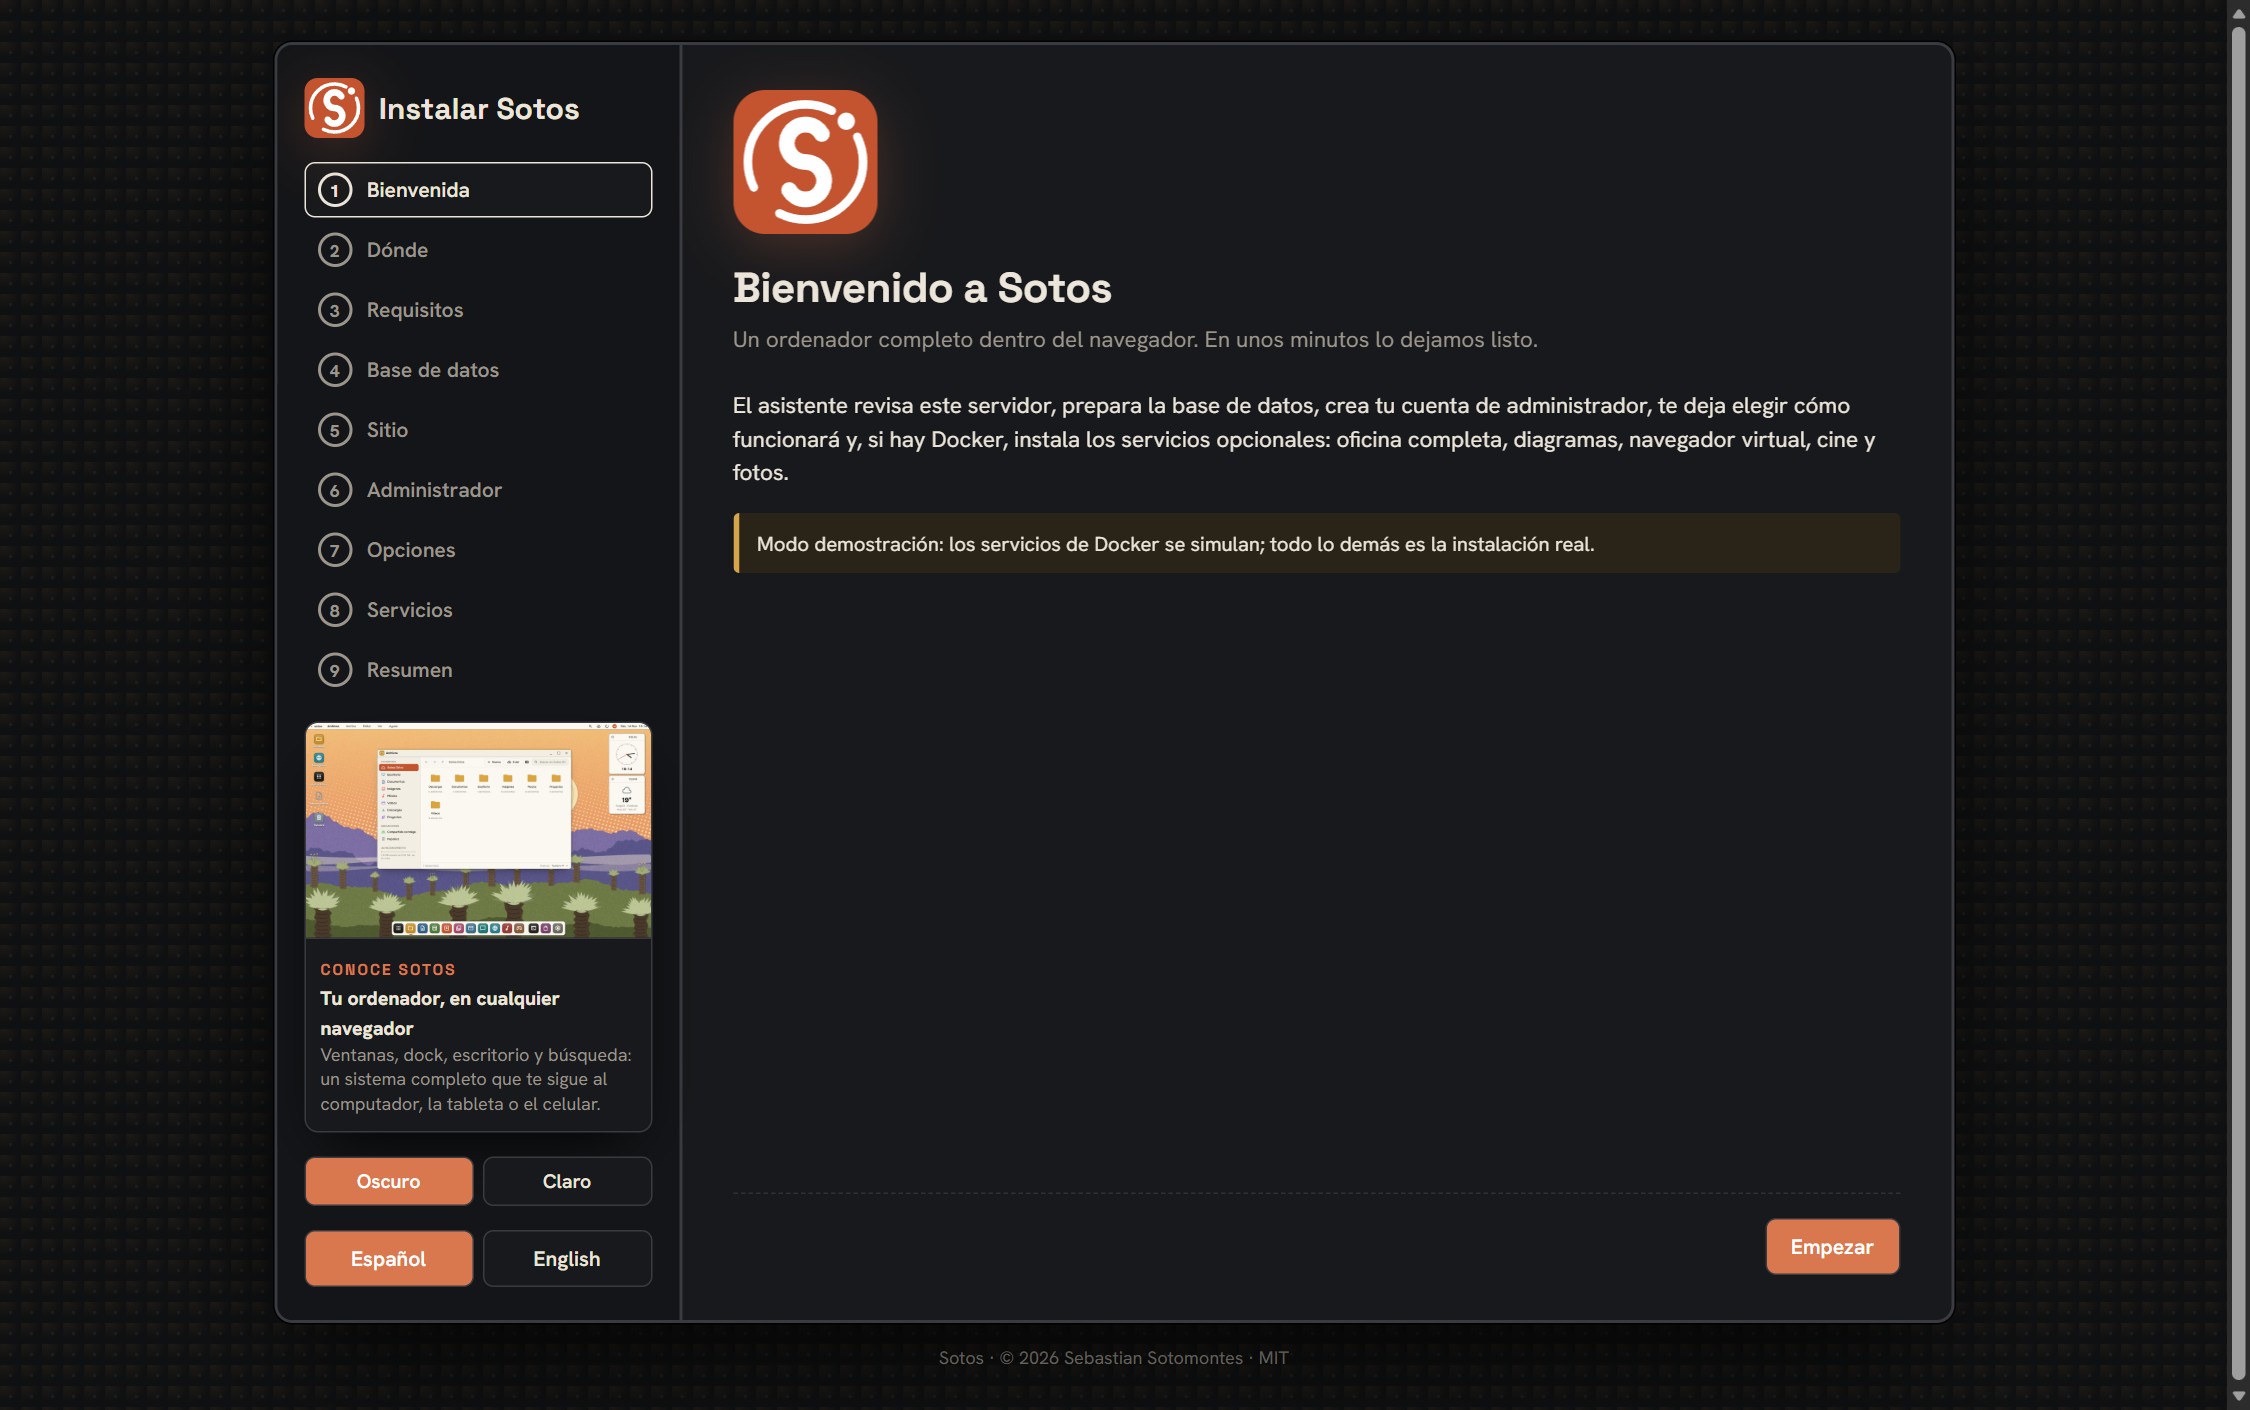 Instalar Sotos
1 Bienvenida
2 Dónde
3 Requisitos
4 Base de datos
5 Sitio
6 Administrador
7 Opciones
8 Servicios
9 Resumen
CONOCE SOTOS
Tu ordenador, en cualquier
navegador
Ventanas, dock, escritorio y búsqueda:
un sistema completo que te sigue al
computador, la tableta o el celular.
Oscuro Claro
Español English
Bienvenido a Sotos
Un ordenador completo dentro del navegador. En unos minutos lo dejamos listo.
El asistente revisa este servidor, prepara la base de datos, crea tu cuenta de administrador, te deja elegir cómo
funcionará y, si hay Docker, instala los servicios opcionales: oficina completa, diagramas, navegador virtual, cine y
fotos.
Modo demostración: los servicios de Docker se simulan; todo lo demás es la instalación real.
Empezar
Sotos · © 2026 Sebastian Sotomontes · MIT